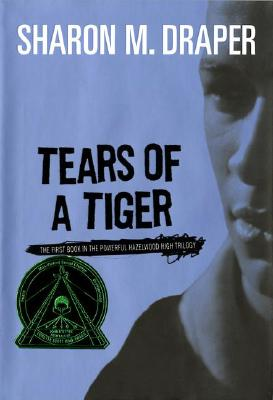 SHARON M. DRAPER
TEARS OF
A TIGER
THE FIRST BOOK IN THE POWERFUL HAZELWOOD HIGH TRILOGY